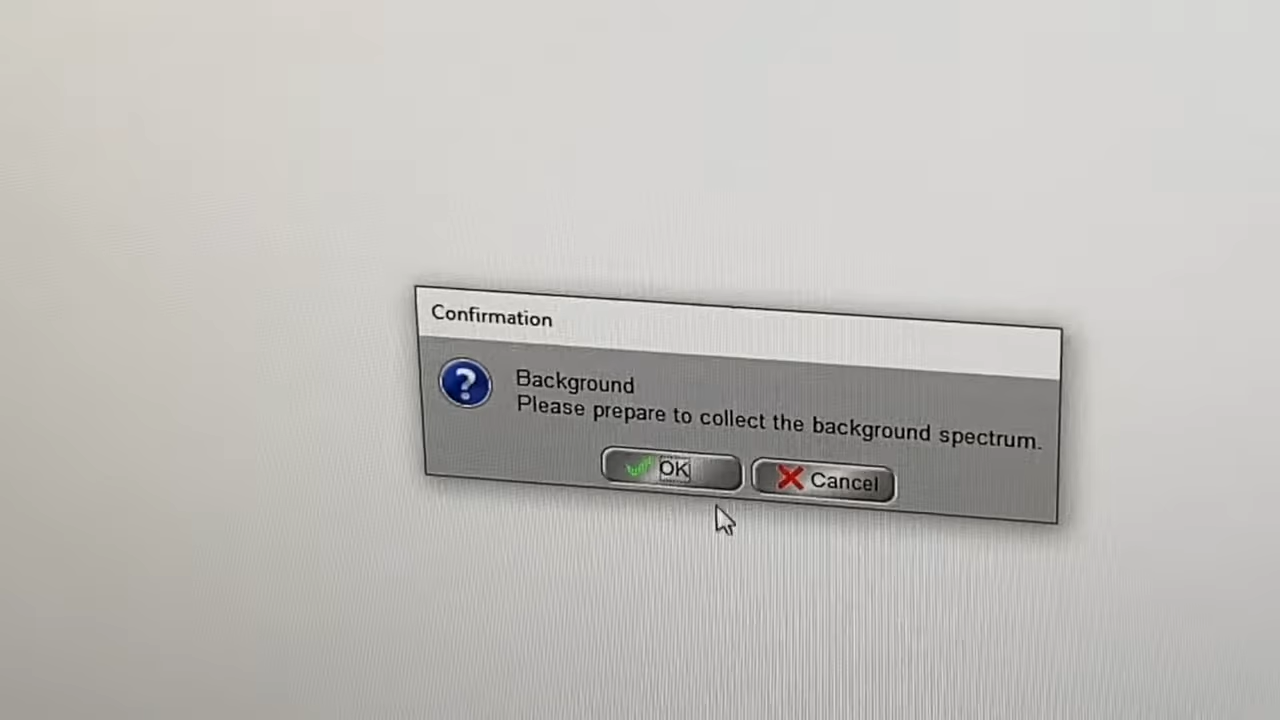 Confirmation
Background
Please prepare to collect the background spectrum.
OK
Cancel